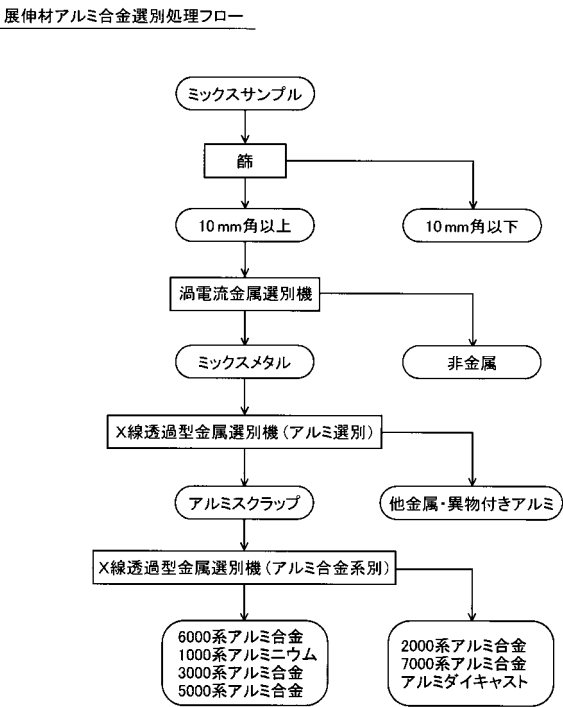 展伸材アルミ合金選別処理フロー
ミックスサンプル
篩
10mm角以上
10mm角以下
渦電流金属選別機
ミックスメタル
非金属
X線透過型金属選別機(アルミ選別)
アルミスクラップ
他金属・異物付きアルミ
X線透過型金属選別機(アルミ合金系別)
6000系アルミ合金
1000系アルミニウム
3000系アルミ合金
5000系アルミ合金
2000系アルミ合金
7000系アルミ合金
アルミダイキャスト